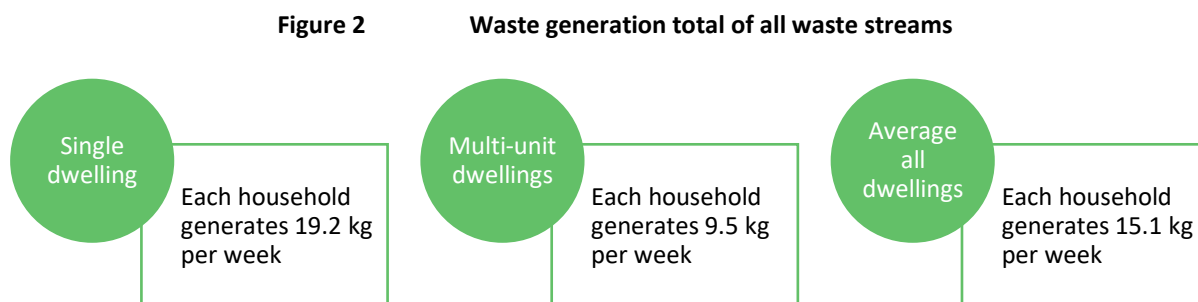 Figure 2 Waste generation total of all waste streams
Single
dwelling
Each household
generates 19.2 kg
per week
Multi-unit
dwellings
Each household
generates 9.5 kg
per week
Average
all
dwellings
Each household
generates 15.1 kg
per week